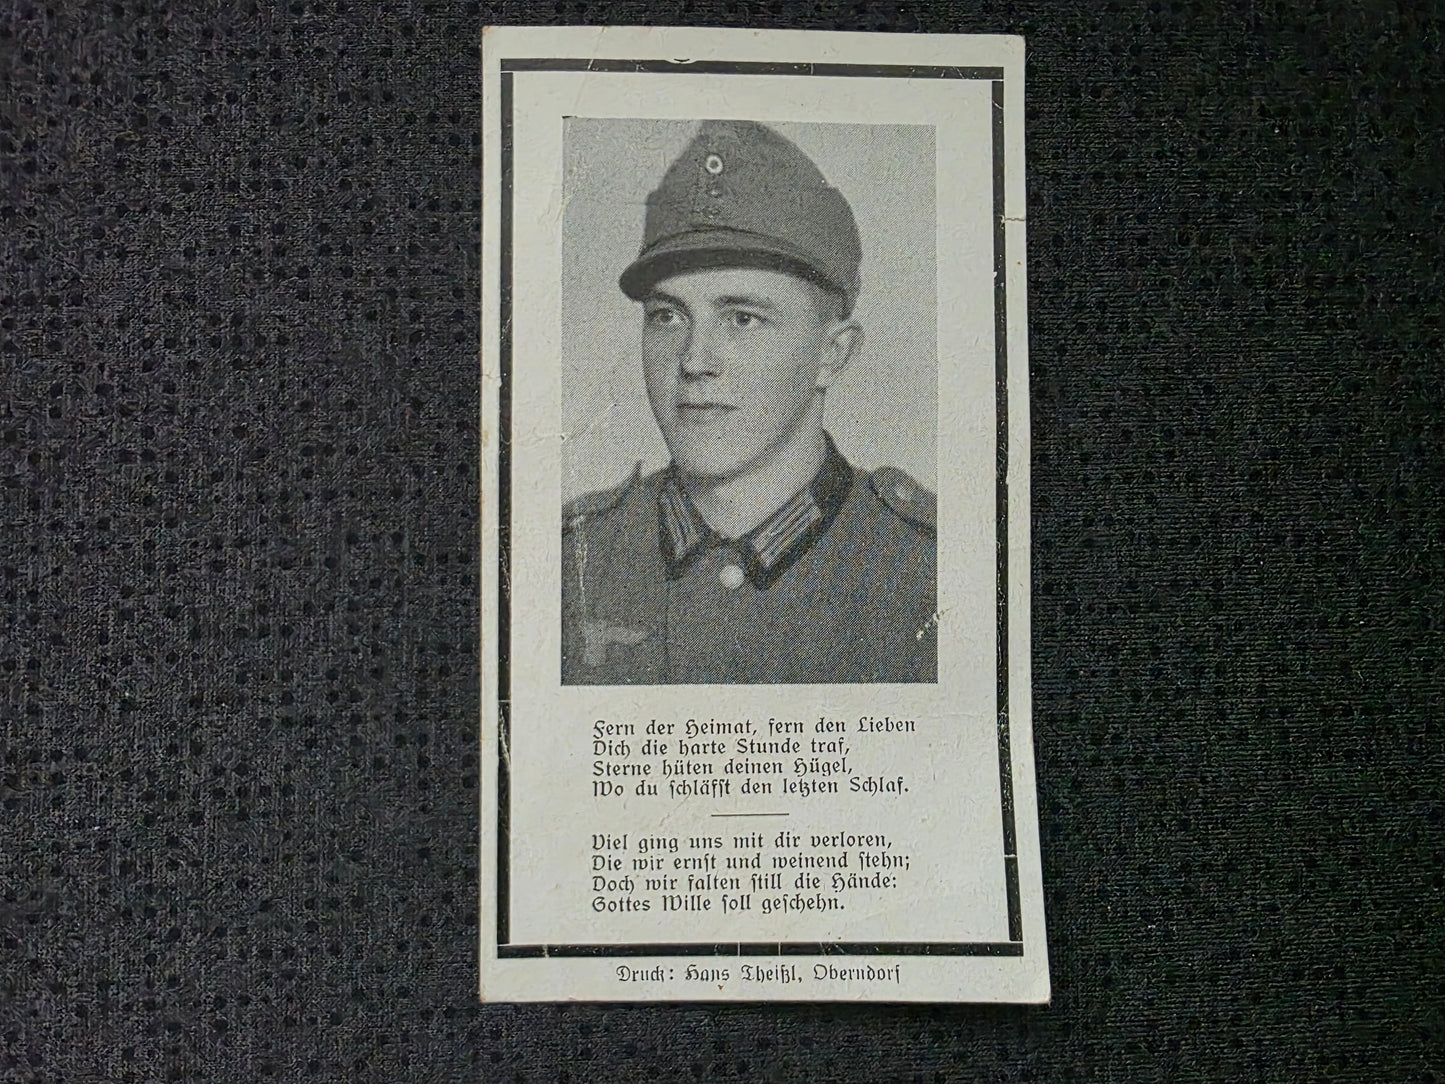 Fern der Heimat, fern den Lieben
Dich die harte Stunde traf,
Sterne hüten deinen Hügel,
Wo du schläfst den letzten Schlaf.
Viel ging uns mit dir verloren,
Die wir ernst und weinend stehn;
Doch wir falten still die Hände:
Gottes Wille soll geschehn.
Druck: Hans Theißl, Oberndorf